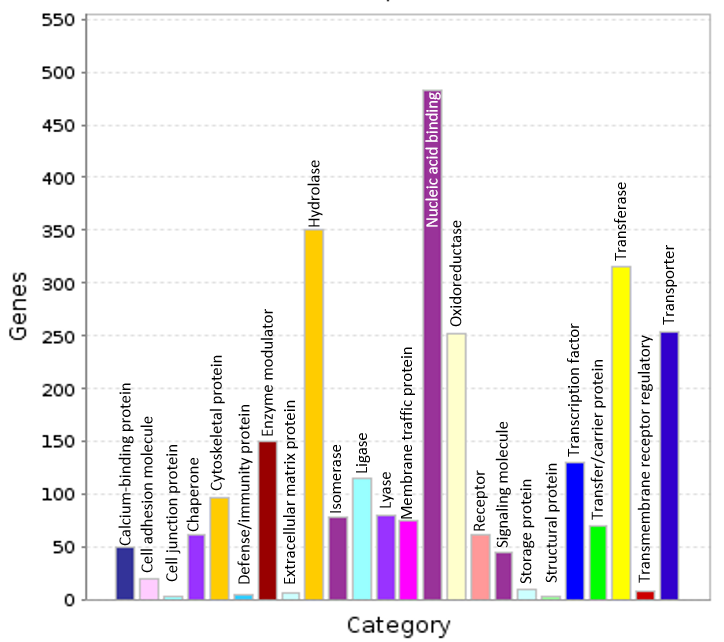 550
500
450
400
350
300
250
200
150
100
50
0
Genes
Calcium-binding protein
Cell adhesion molecule
Cell junction protein
Chaperone
Cytoskeletal protein
Defense/immunity protein
Enzyme modulator
Extracellular matrix protein
Hydrolase
Isomerase
Ligase
Lyase
Membrane traffic protein
Nucleic acid binding
Oxidoreductase
Receptor
Signaling molecule
Storage protein
Structural protein
Transcription factor
Transfer/carrier protein
Transferase
Transmembrane receptor regulatory
Transporter
Category